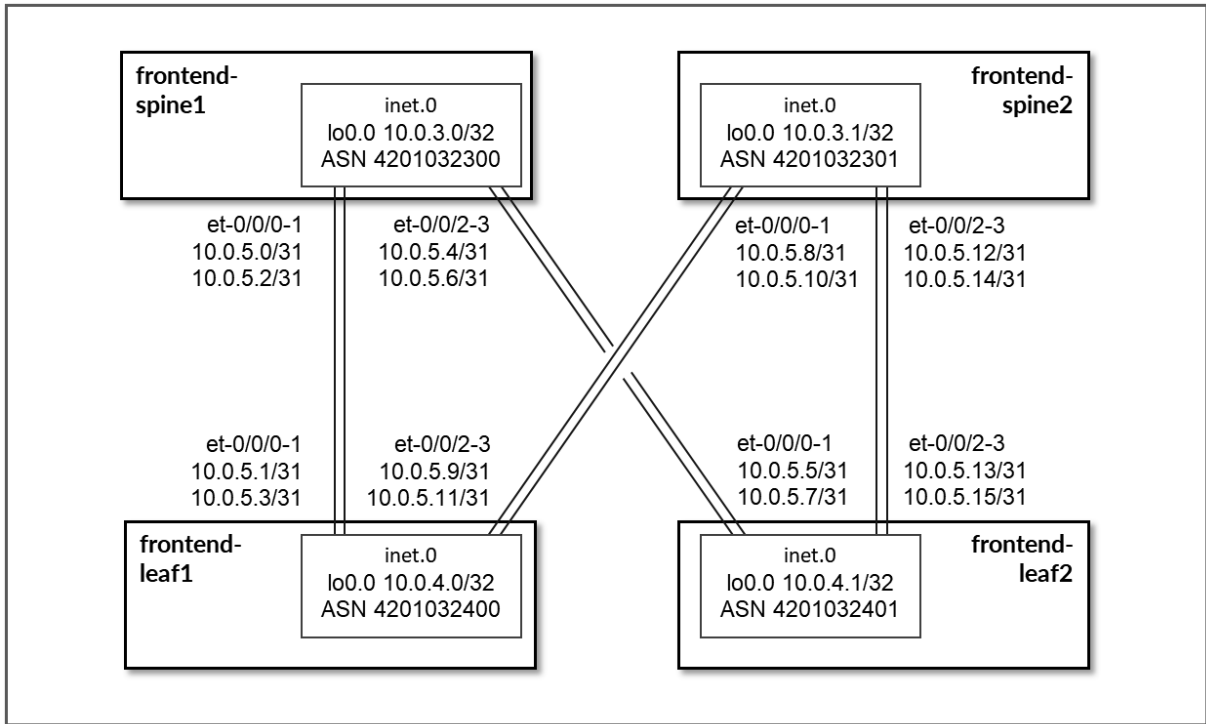 frontend-
spine1
inet.0
lo0.0 10.0.3.0/32
ASN 4201032300
frontend-
spine2
inet.0
lo0.0 10.0.3.1/32
ASN 4201032301
et-0/0/0-1
10.0.5.0/31
10.0.5.2/31
et-0/0/2-3
10.0.5.4/31
10.0.5.6/31
et-0/0/0-1
10.0.5.8/31
10.0.5.10/31
et-0/0/2-3
10.0.5.12/31
10.0.5.14/31
et-0/0/0-1
10.0.5.1/31
10.0.5.3/31
et-0/0/2-3
10.0.5.9/31
10.0.5.11/31
et-0/0/0-1
10.0.5.5/31
10.0.5.7/31
et-0/0/2-3
10.0.5.13/31
10.0.5.15/31
frontend-
leaf1
inet.0
lo0.0 10.0.4.0/32
ASN 4201032400
frontend-
leaf2
inet.0
lo0.0 10.0.4.1/32
ASN 4201032401